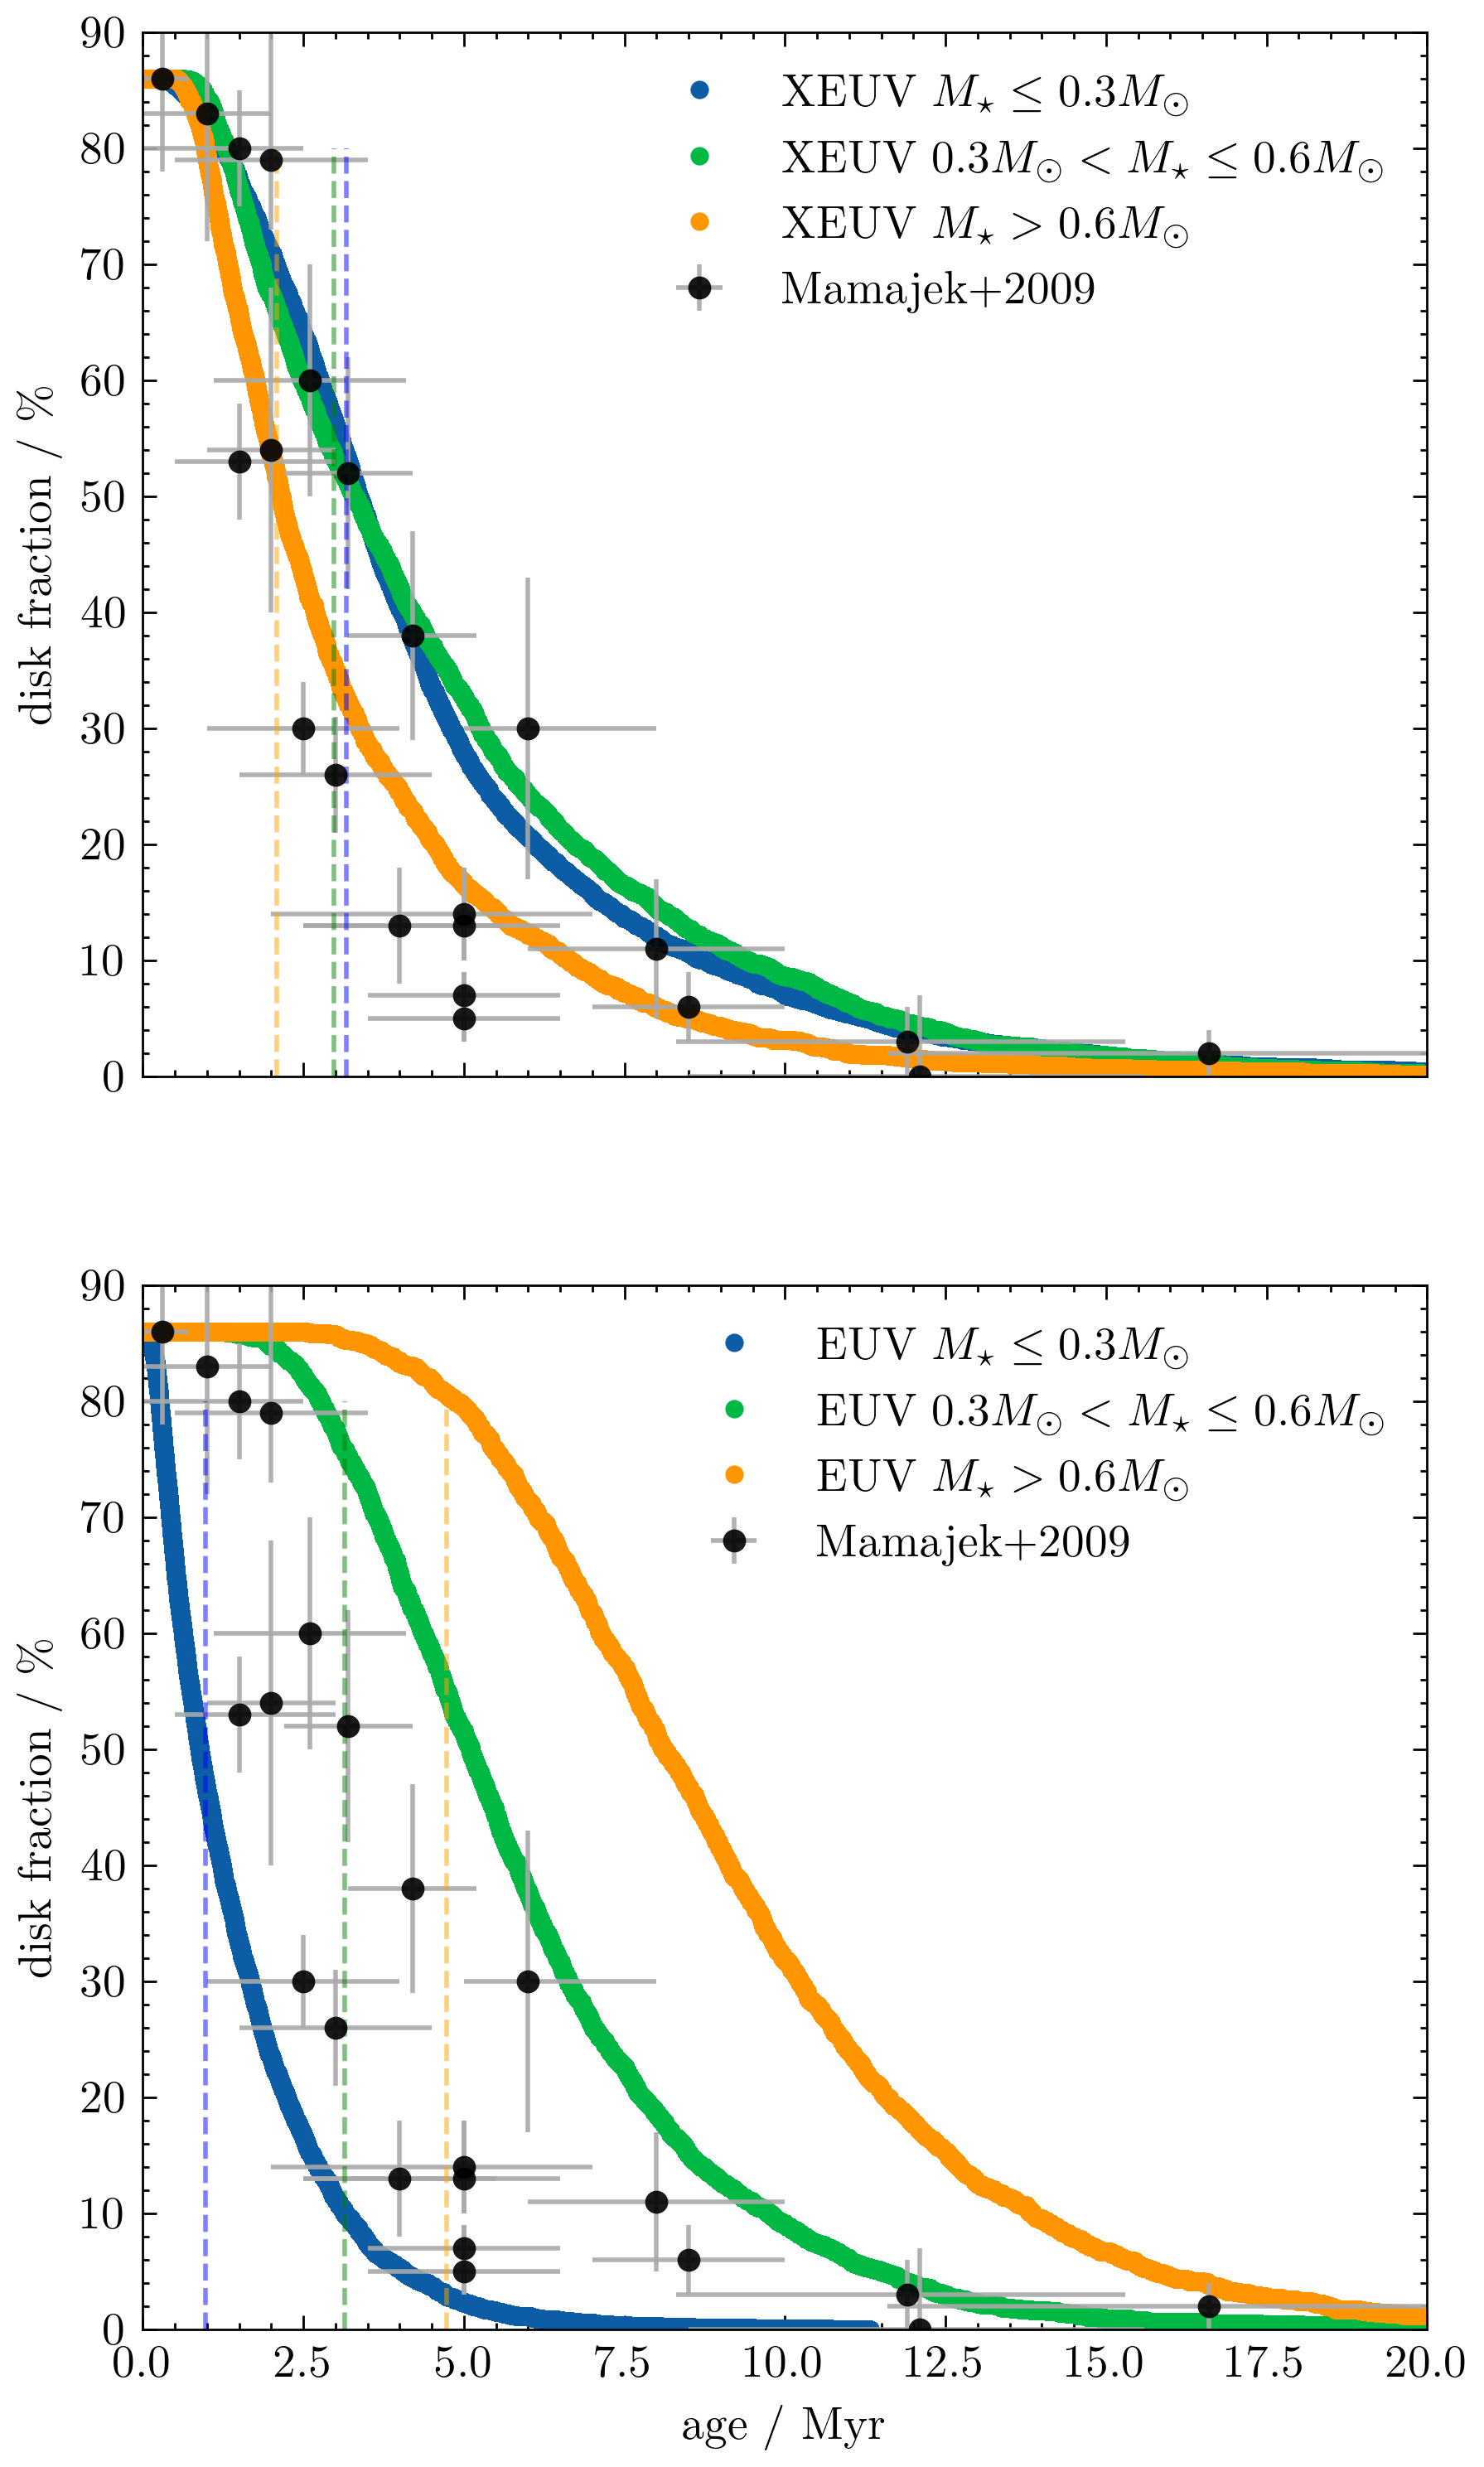 90
80
70
60
50
40
30
20
10
0
disk fraction / %
XEUV $M_\star \leq 0.3M_\odot$
XEUV $0.3M_\odot < M_\star \leq 0.6M_\odot$
XEUV $M_\star > 0.6M_\odot$
Mamajek+2009
90
80
70
60
50
40
30
20
10
0
disk fraction / %
EUV $M_\star \leq 0.3M_\odot$
EUV $0.3M_\odot < M_\star \leq 0.6M_\odot$
EUV $M_\star > 0.6M_\odot$
Mamajek+2009
0.0 2.5 5.0 7.5 10.0 12.5 15.0 17.5 20.0
age / Myr